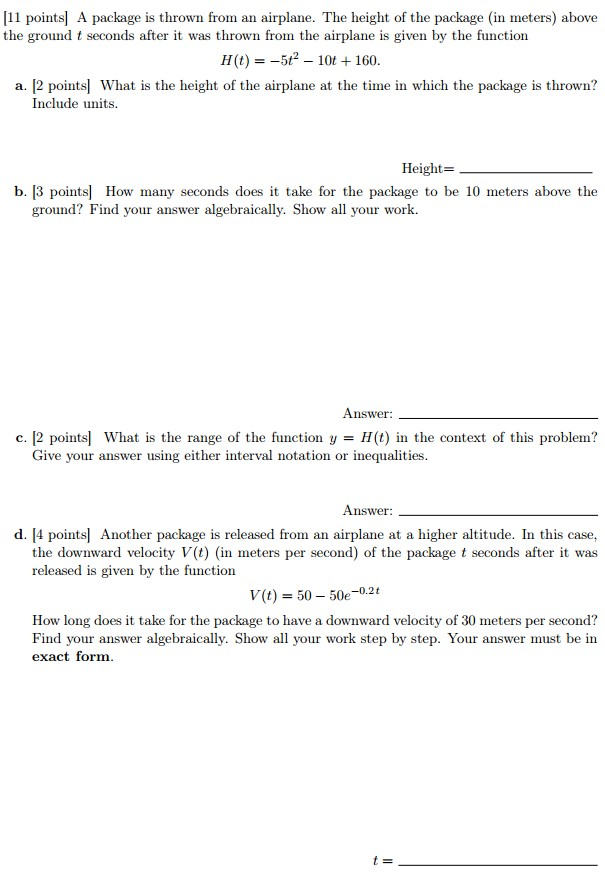 [11 points] A package is thrown from an airplane. The height of the package (in meters) above
the ground t seconds after it was thrown from the airplane is given by the function
H(t) = −5t² − 10t + 160.
a. [2 points] What is the height of the airplane at the time in which the package is thrown?
Include units.
Height=
b. [3 points] How many seconds does it take for the package to be 10 meters above the
ground? Find your answer algebraically. Show all your work.
Answer:
c. [2 points] What is the range of the function y = H(t) in the context of this problem?
Give your answer using either interval notation or inequalities.
Answer:
d. [4 points] Another package is released from an airplane at a higher altitude. In this case,
the downward velocity V(t) (in meters per second) of the package t seconds after it was
released is given by the function
V(t) = 50 − 50e^{−0.2t}
How long does it take for the package to have a downward velocity of 30 meters per second?
Find your answer algebraically. Show all your work step by step. Your answer must be in
exact form.
t =